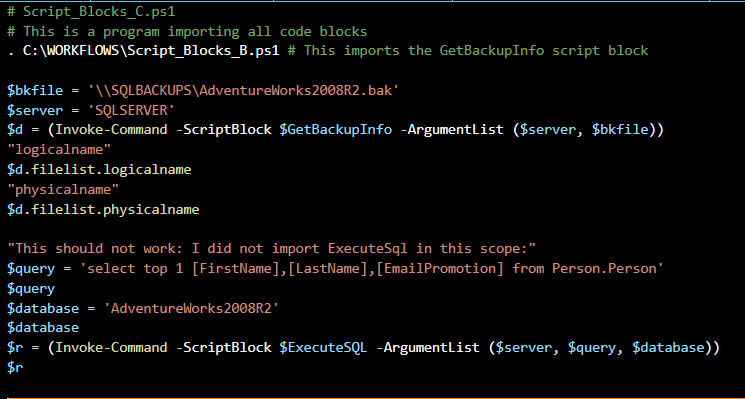 # Script_Blocks_C.ps1
# This is a program importing all code blocks
. C:\WORKFLOWS\Script_Blocks_B.ps1 # This imports the GetBackupInfo script block
$bkfile = '\\SQLBACKUPS\AdventureWorks2008R2.bak'
$server = 'SQLSERVER'
$d = (Invoke-Command -ScriptBlock $GetBackupInfo -ArgumentList ($server, $bkfile))
"logicalname"
$d.filelist.logicalname
"physicalname"
$d.filelist.physicalname
"This should not work: I did not import ExecuteSql in this scope:"
$query = 'select top 1 [FirstName],[LastName],[EmailPromotion] from Person.Person'
$query
$database = 'AdventureWorks2008R2'
$database
$r = (Invoke-Command -ScriptBlock $ExecuteSQL -ArgumentList ($server, $query, $database))
$r